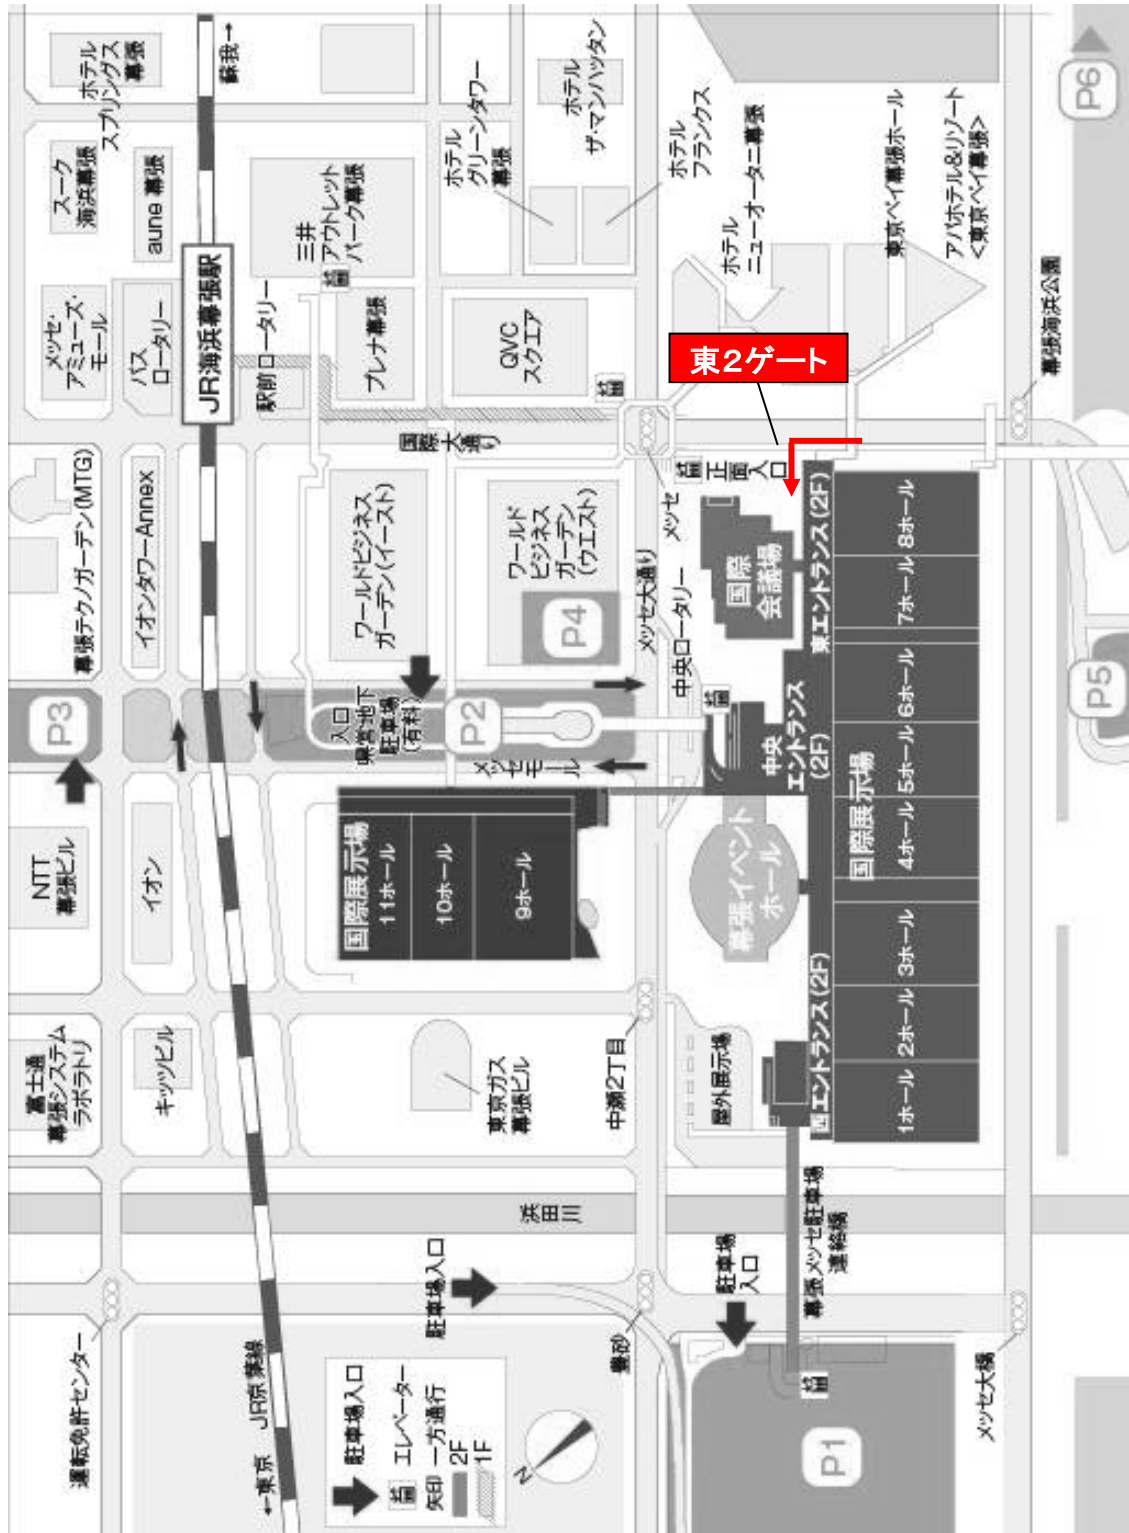 ホテル
スプリングス
幕張
蘇我→
ホテル
グリーンタワー
幕張
ホテル
ザ・マンハッタン
ホテル
フランクス
ホテル
ニューオータニ幕張
東京ベイ幕張ホール
アパホテル&リゾート
<東京ベイ幕張>
P6
スーク
海浜幕張
aune 幕張
三井
アウトレット
パーク幕張
メッセ・
アミューズ・
モール
バス
ロータリー
JR海浜幕張駅
駅前ロータリー
プレナ幕張
QVC
スクエア
東2ゲート
幕張海浜公園
国際大通り
幕張テクノガーデン(MTG)
イオンタワーAnnex
ワールドビジネス
ガーデン(イースト)
ワールド
ビジネス
ガーデン
(ウエスト)
メッセ
正面入口
国際
会議場
東エントランス(2F)
8ホール
7ホール
P4
メッセ大通り
中央ロータリー
P3
入口
県営地下
駐車場
(有料)
P2
メッセモール
中央
エントランス
(2F)
6ホール
5ホール
4ホール
国際展示場
P5
NTT
幕張ビル
イオン
国際展示場
11ホール
10ホール
9ホール
幕張イベント
ホール
3ホール
2ホール
1ホール
西エントランス(2F)
富士通
幕張システム
ラボラトリ
キッツビル
東京ガス
幕張ビル
中瀬2丁目
屋外展示場
浜田川
幕張メッセ駐車場
連絡橋
駐車場入口
駐車場
入口
運転免許センター
←東京
JR京葉線
豊砂
メッセ大橋
P1
駐車場入口
エレベーター
矢印 一方通行
2F
1F
N